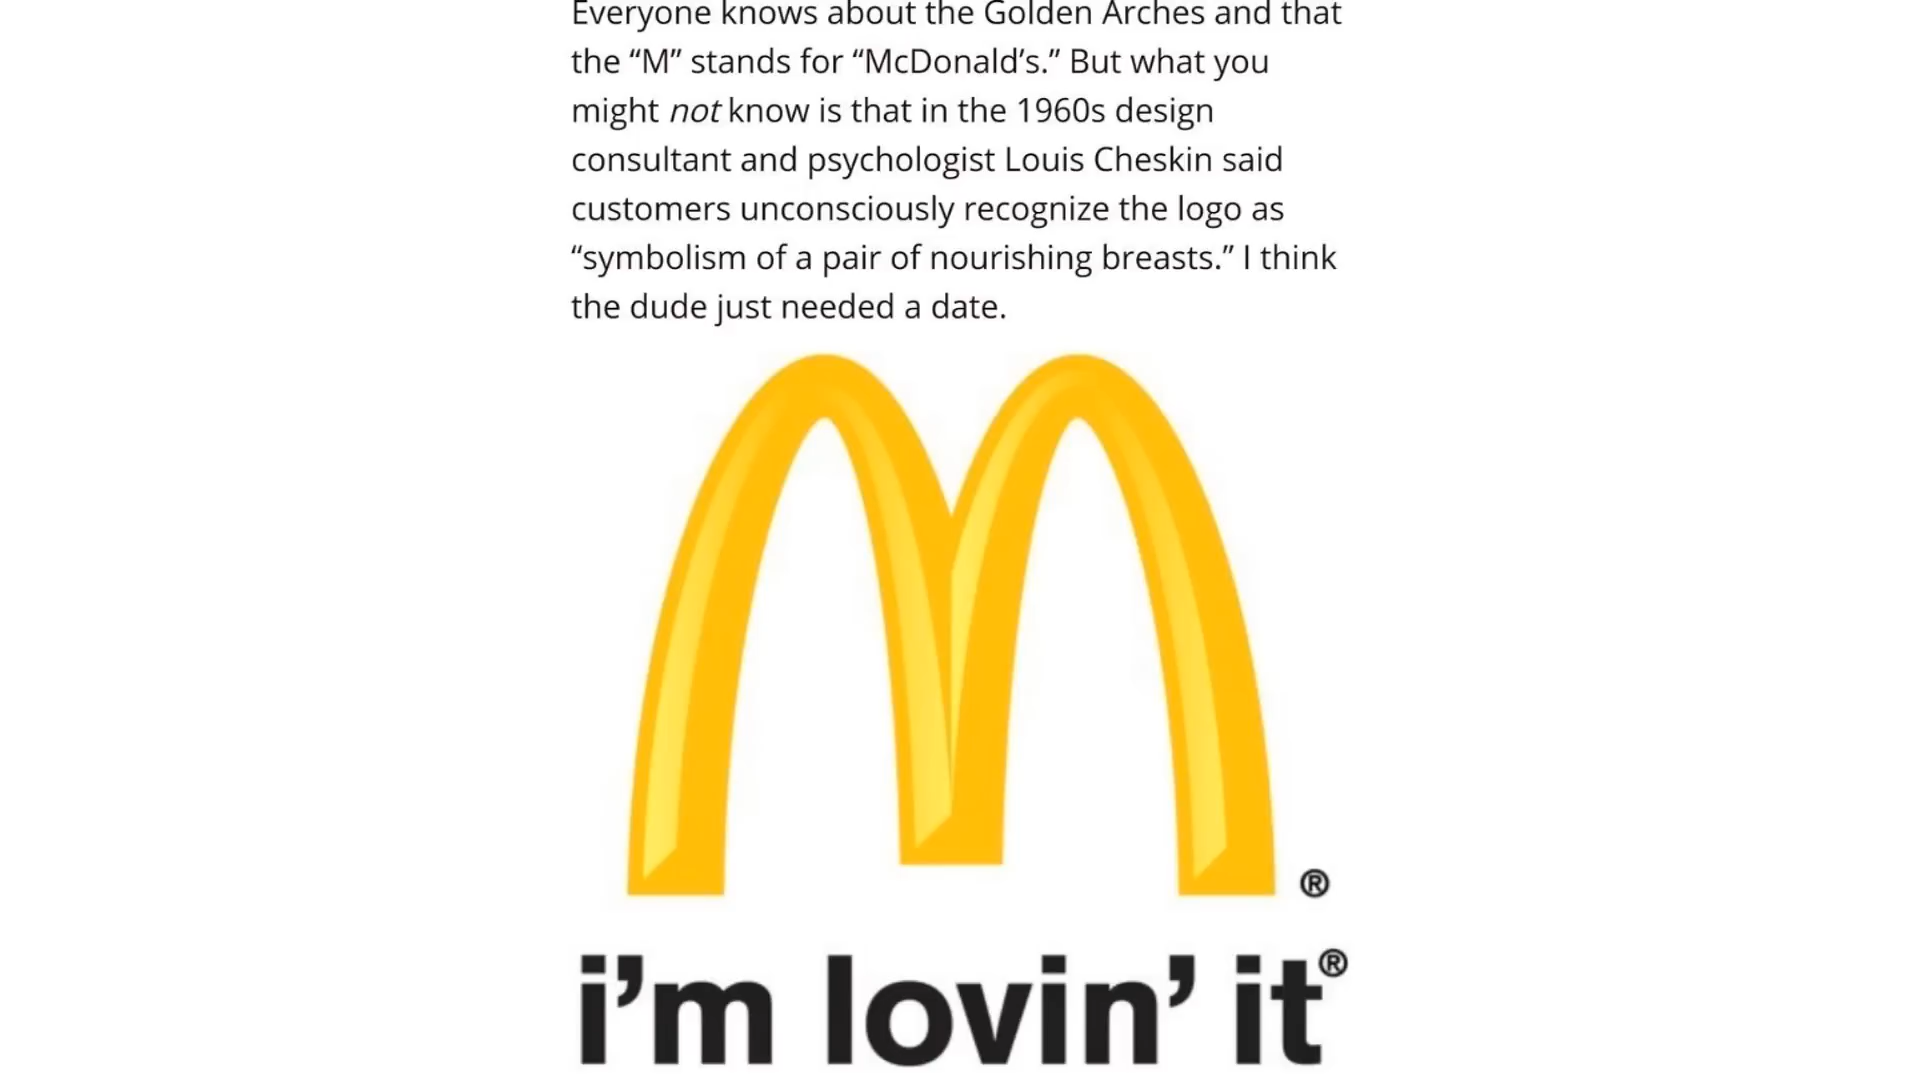 Everyone knows about the Golden Arches and that
the “M” stands for “McDonald’s.” But what you
might not know is that in the 1960s design
consultant and psychologist Louis Cheskin said
customers unconsciously recognize the logo as
“symbolism of a pair of nourishing breasts.” I think
the dude just needed a date.
®
i’m lovin’ it®